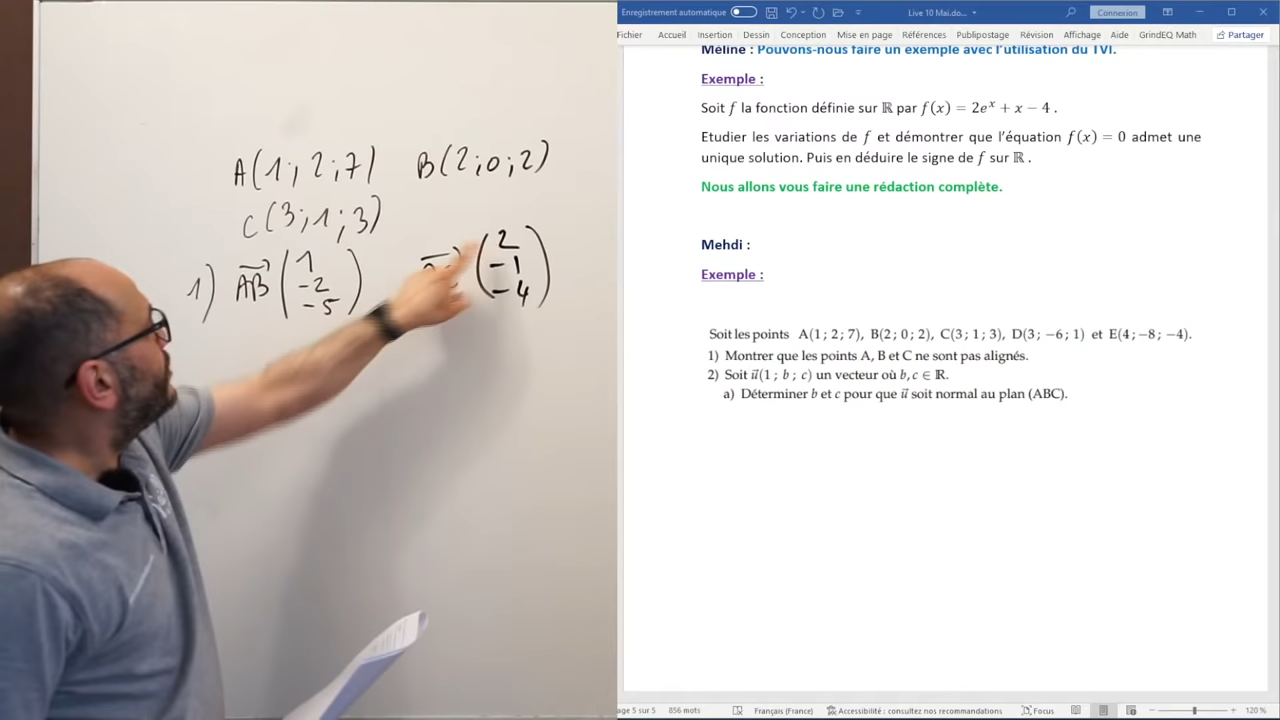 A(1;2;7) B(2;0;2)
C(3;1;3)
1) AB (1 -2 -5) (2 -1 -4)
Enregistrement automatique Live 10 Mai.do... Connexion
Fichier Accueil Insertion Dessin Conception Mise en page Références Publipostage Révision Affichage Aide GrindEQ Math Partager
Méline : Pouvons-nous faire un exemple avec l'utilisation du TVI.
Exemple :
Soit f la fonction définie sur ℝ par f(x) = 2eˣ + x − 4 .
Etudier les variations de f et démontrer que l'équation f(x) = 0 admet une
unique solution. Puis en déduire le signe de f sur ℝ .
Nous allons vous faire une rédaction complète.
Mehdi :
Exemple :
Soit les points A(1 ; 2 ; 7), B(2 ; 0 ; 2), C(3 ; 1 ; 3), D(3 ; −6 ; 1) et E(4 ; −8 ; −4).
1) Montrer que les points A, B et C ne sont pas alignés.
2) Soit u⃗(1 ; b ; c) un vecteur où b, c ∈ ℝ.
a) Déterminer b et c pour que u⃗ soit normal au plan (ABC).
age 5 sur 5 856 mots Français (France) Accessibilité : consultez nos recommandations Focus 120 %